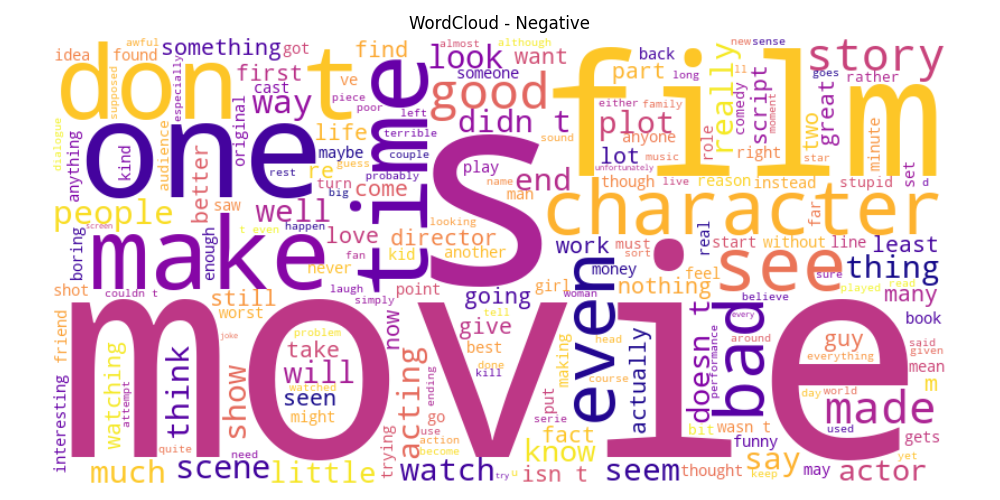 WordCloud - Negative
idea
awful
found
supposed
especially
something
got
find
look
almost
although
want
back
new
sense
story
don t
first
cast
ve
piece
poor
way
time
left
good
someone
film
part
long
ll
goes
rather
really
comedy
script
moment
great
two
minute
either
family
plot
anyone
role
right
star
dialogue
anything
one
kind
audience
original
life
terrible
maybe
couple
didn t
sound
lot
music
unfortunately
though
live
reason
instead
stupid
set
d
better
rest
re
guess
probably
turn
big
come
s
play
name
man
end
character
far
people
saw
well
happen
t even
love
director
looking
another
screen
boring
make
enough
never
fan
kid
work
must
sort
real
start
without
line
least
see
sure
thing
money
feel
nothing
believe
played
read
many
shot
couldn t
still
worst
laugh
simply
point
going
girl
woman
even
book
friend
movie
joke
now
tell
give
best
done
kill
head
course
making
actually
doesn t
performance
bad
every
around
guy
everything
said
given
mean
m
interesting
watching
attempt
think
quite
show
problem
take
will
watched
seen
might
need
acting
ending
go
use
action
become
trying
put
serie
fact
know
isn t
bit
wasn t
funny
day
world
used
made
gets
yet
much
scene
little
watch
try
u
seem
thought
say
keep
may
actor